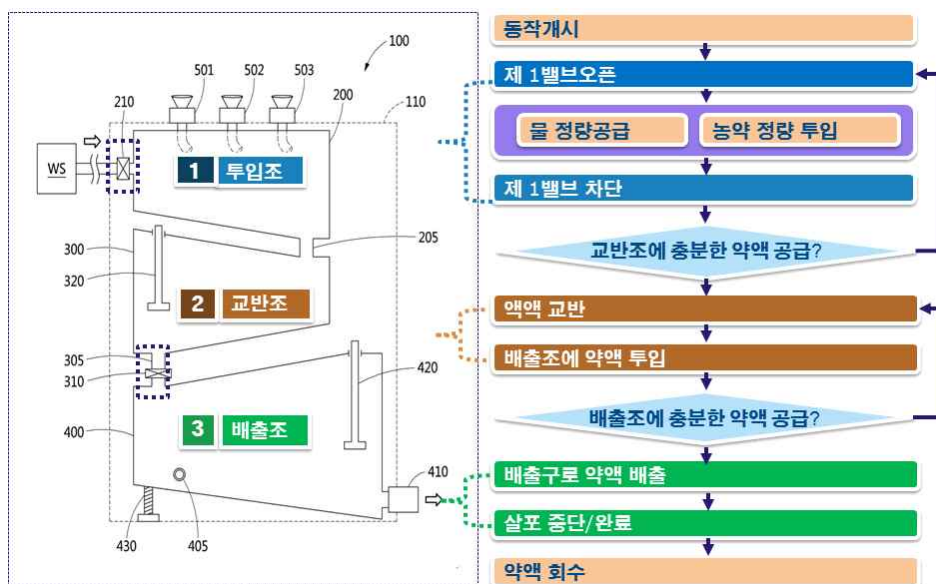 100
501
502
503
200
210
110
WS
1 투입조
205
300
320
2 교반조
305
310
420
3 배출조
400
410
430
405
동작개시
제 1밸브오픈
물 정량공급
농약 정량 투입
제 1밸브 차단
교반조에 충분한 약액 공급?
액액 교반
배출조에 약액 투입
배출조에 충분한 약액 공급?
배출구로 약액 배출
살포 중단/완료
약액 회수